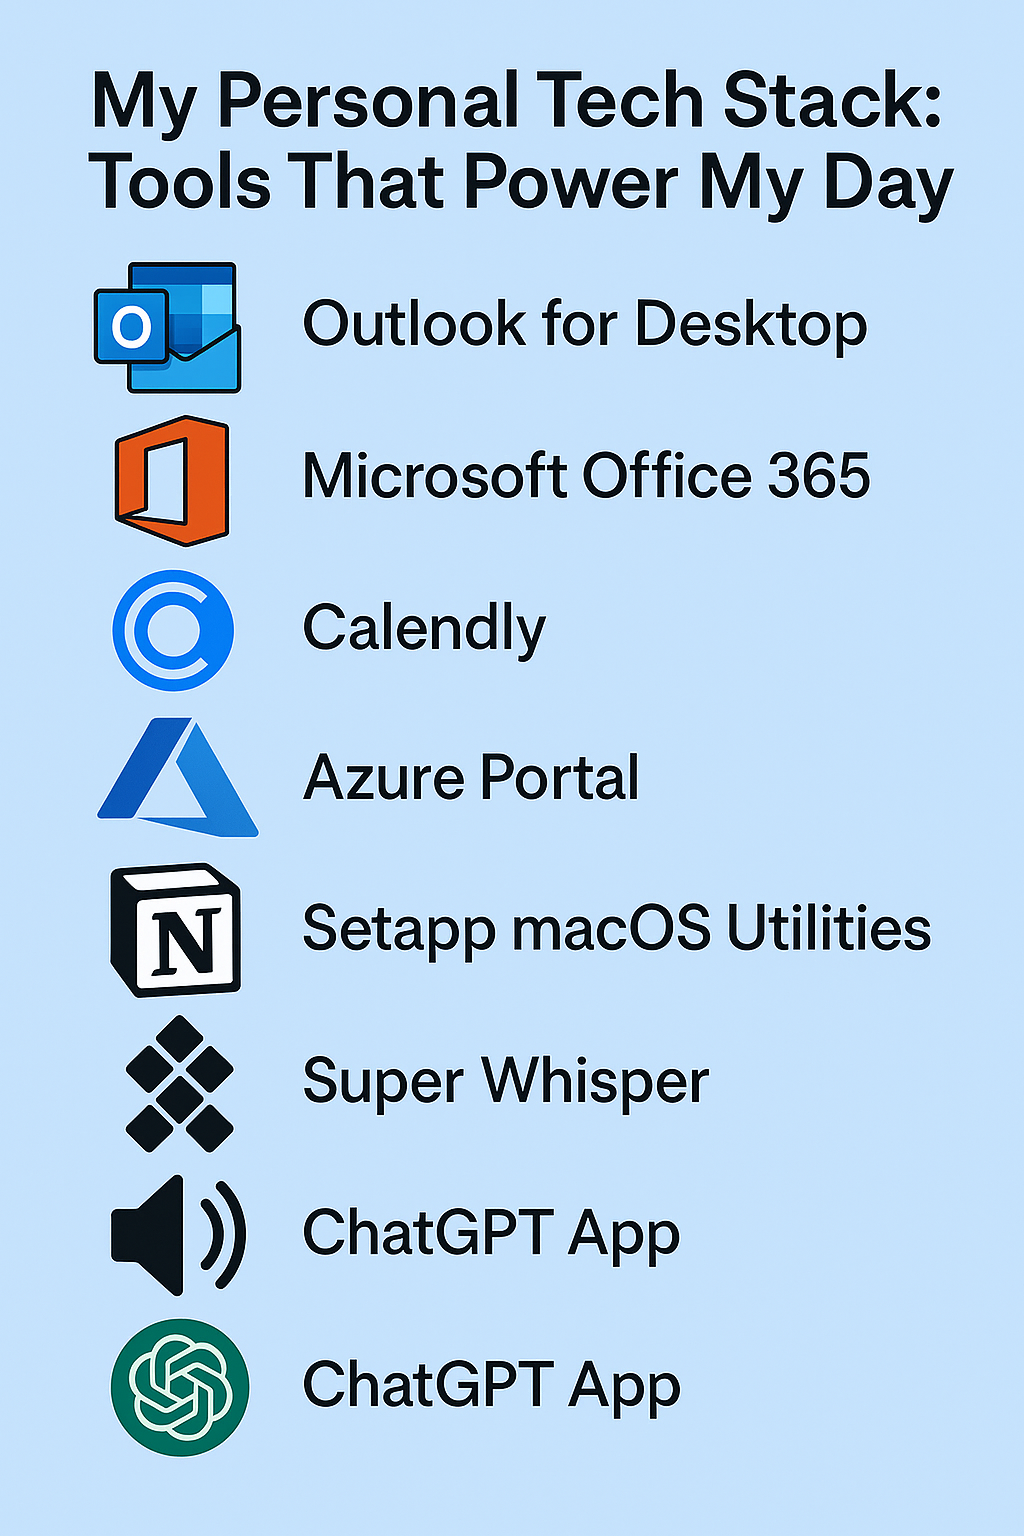 My Personal Tech Stack:
Tools That Power My Day
O
Outlook for Desktop
Microsoft Office 365
Calendly
Azure Portal
N
Setapp macOS Utilities
Super Whisper
ChatGPT App
ChatGPT App